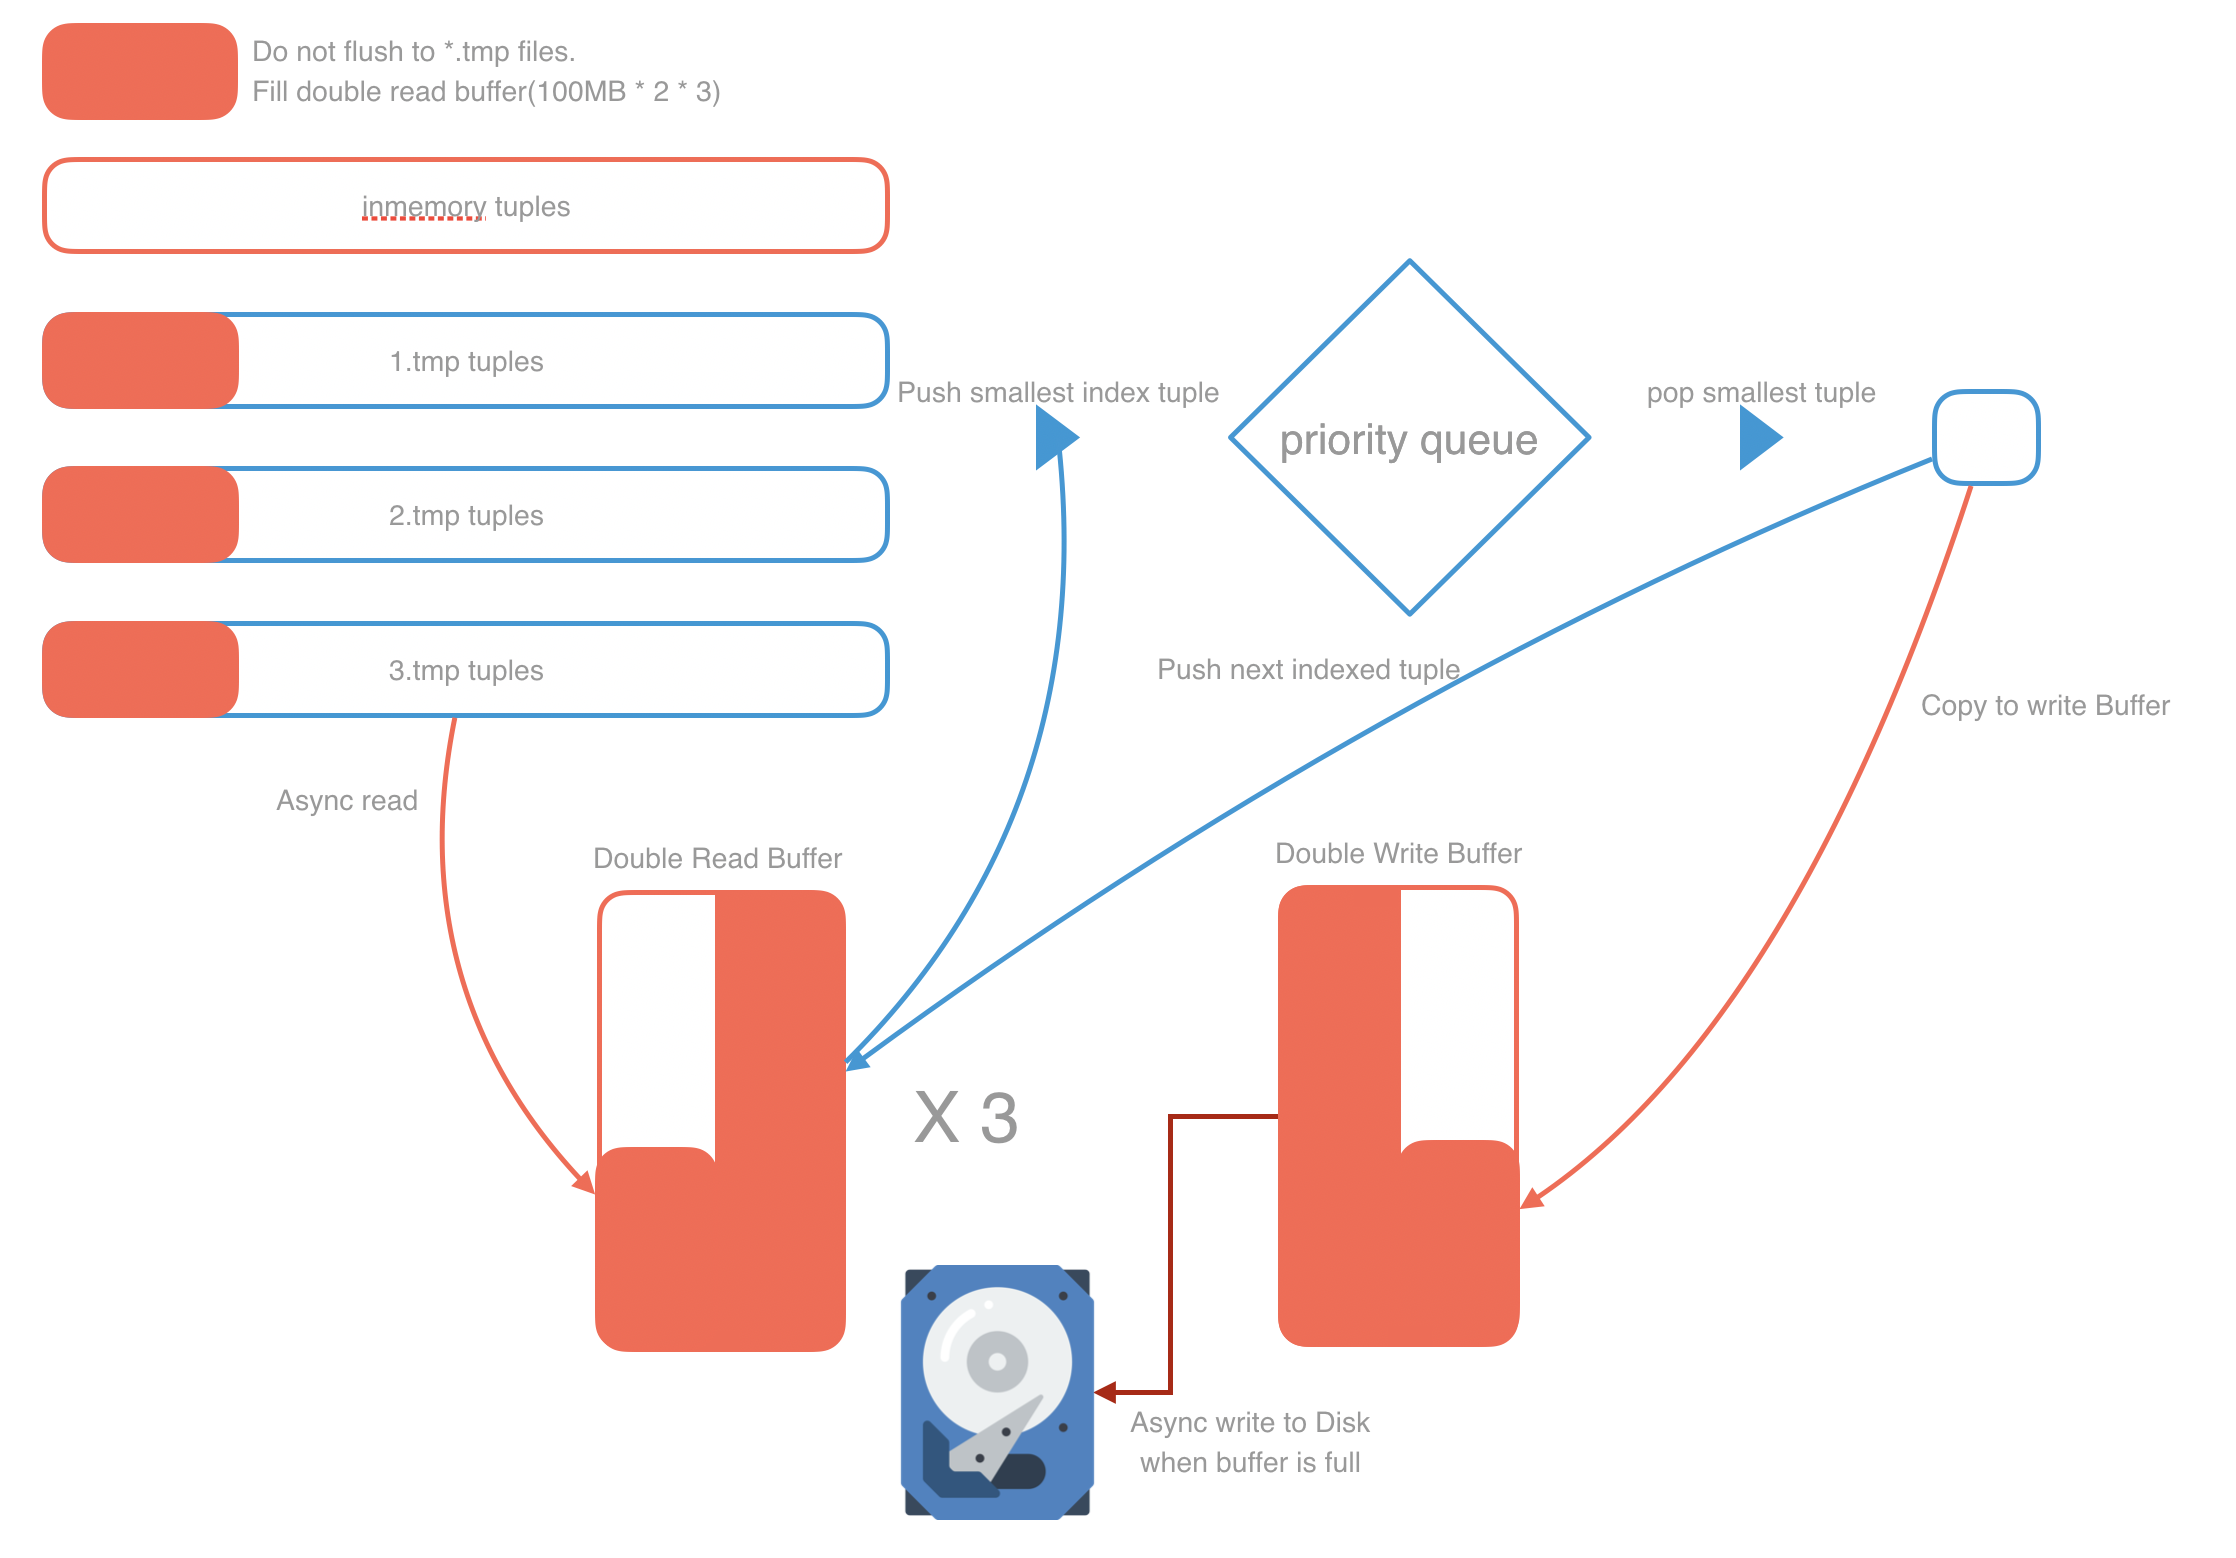 Do not flush to *.tmp files.
Fill double read buffer(100MB * 2 * 3)
inmemory tuples
1.tmp tuples
2.tmp tuples
3.tmp tuples
Push smallest index tuple
priority queue
pop smallest tuple
Push next indexed tuple
Copy to write Buffer
Async read
Double Read Buffer
Double Write Buffer
X 3
Async write to Disk
when buffer is full